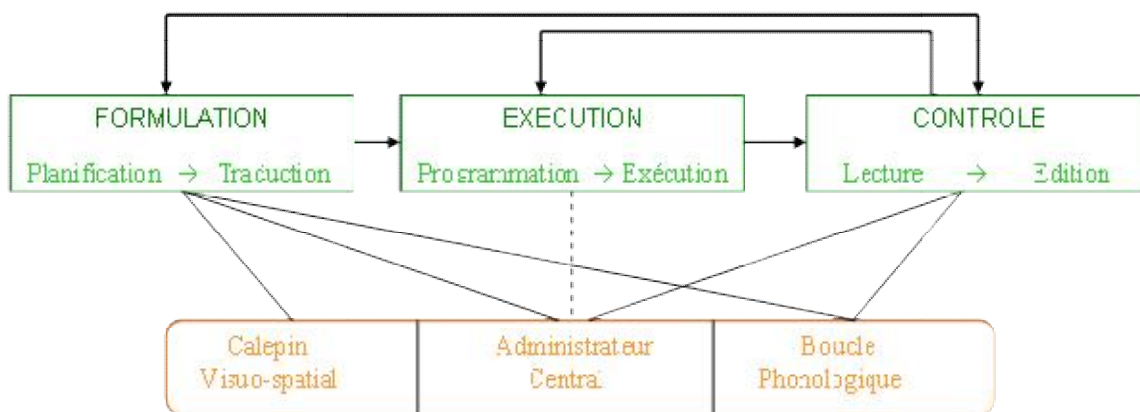 FORMULATION
Planification → Traduction
EXECUTION
Programmation → Exécution
CONTROLE
Lecture → Edition
Calepin
Visuo-spatial
Administrateur
Central
Boucle
Phonologique